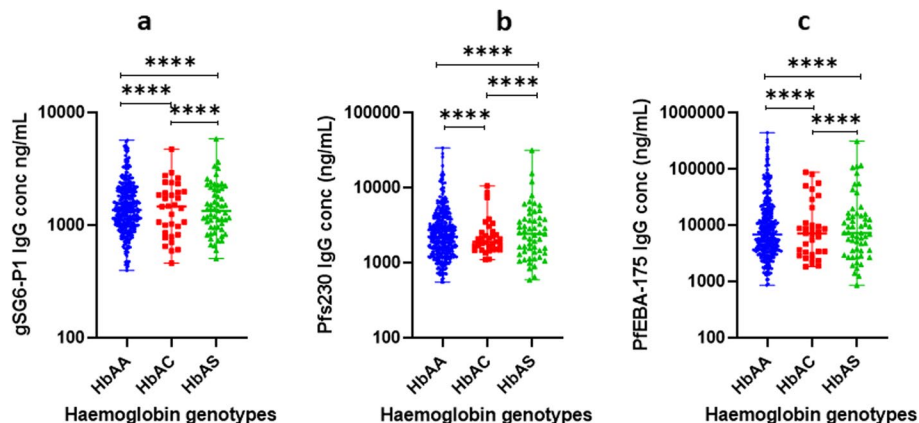 a
gSG6-P1 IgG conc ng/mL
****
****
****
10000
1000
100
HbAA
HbAC
HbAS
Haemoglobin genotypes
b
Pfs230 IgG conc (ng/mL)
****
****
****
100000
10000
1000
100
HbAA
HbAC
HbAS
Haemoglobin genotypes
c
PfEBA-175 IgG conc (ng/mL)
****
****
****
1000000
100000
10000
1000
100
HbAA
HbAC
HbAS
Haemoglobin genotypes